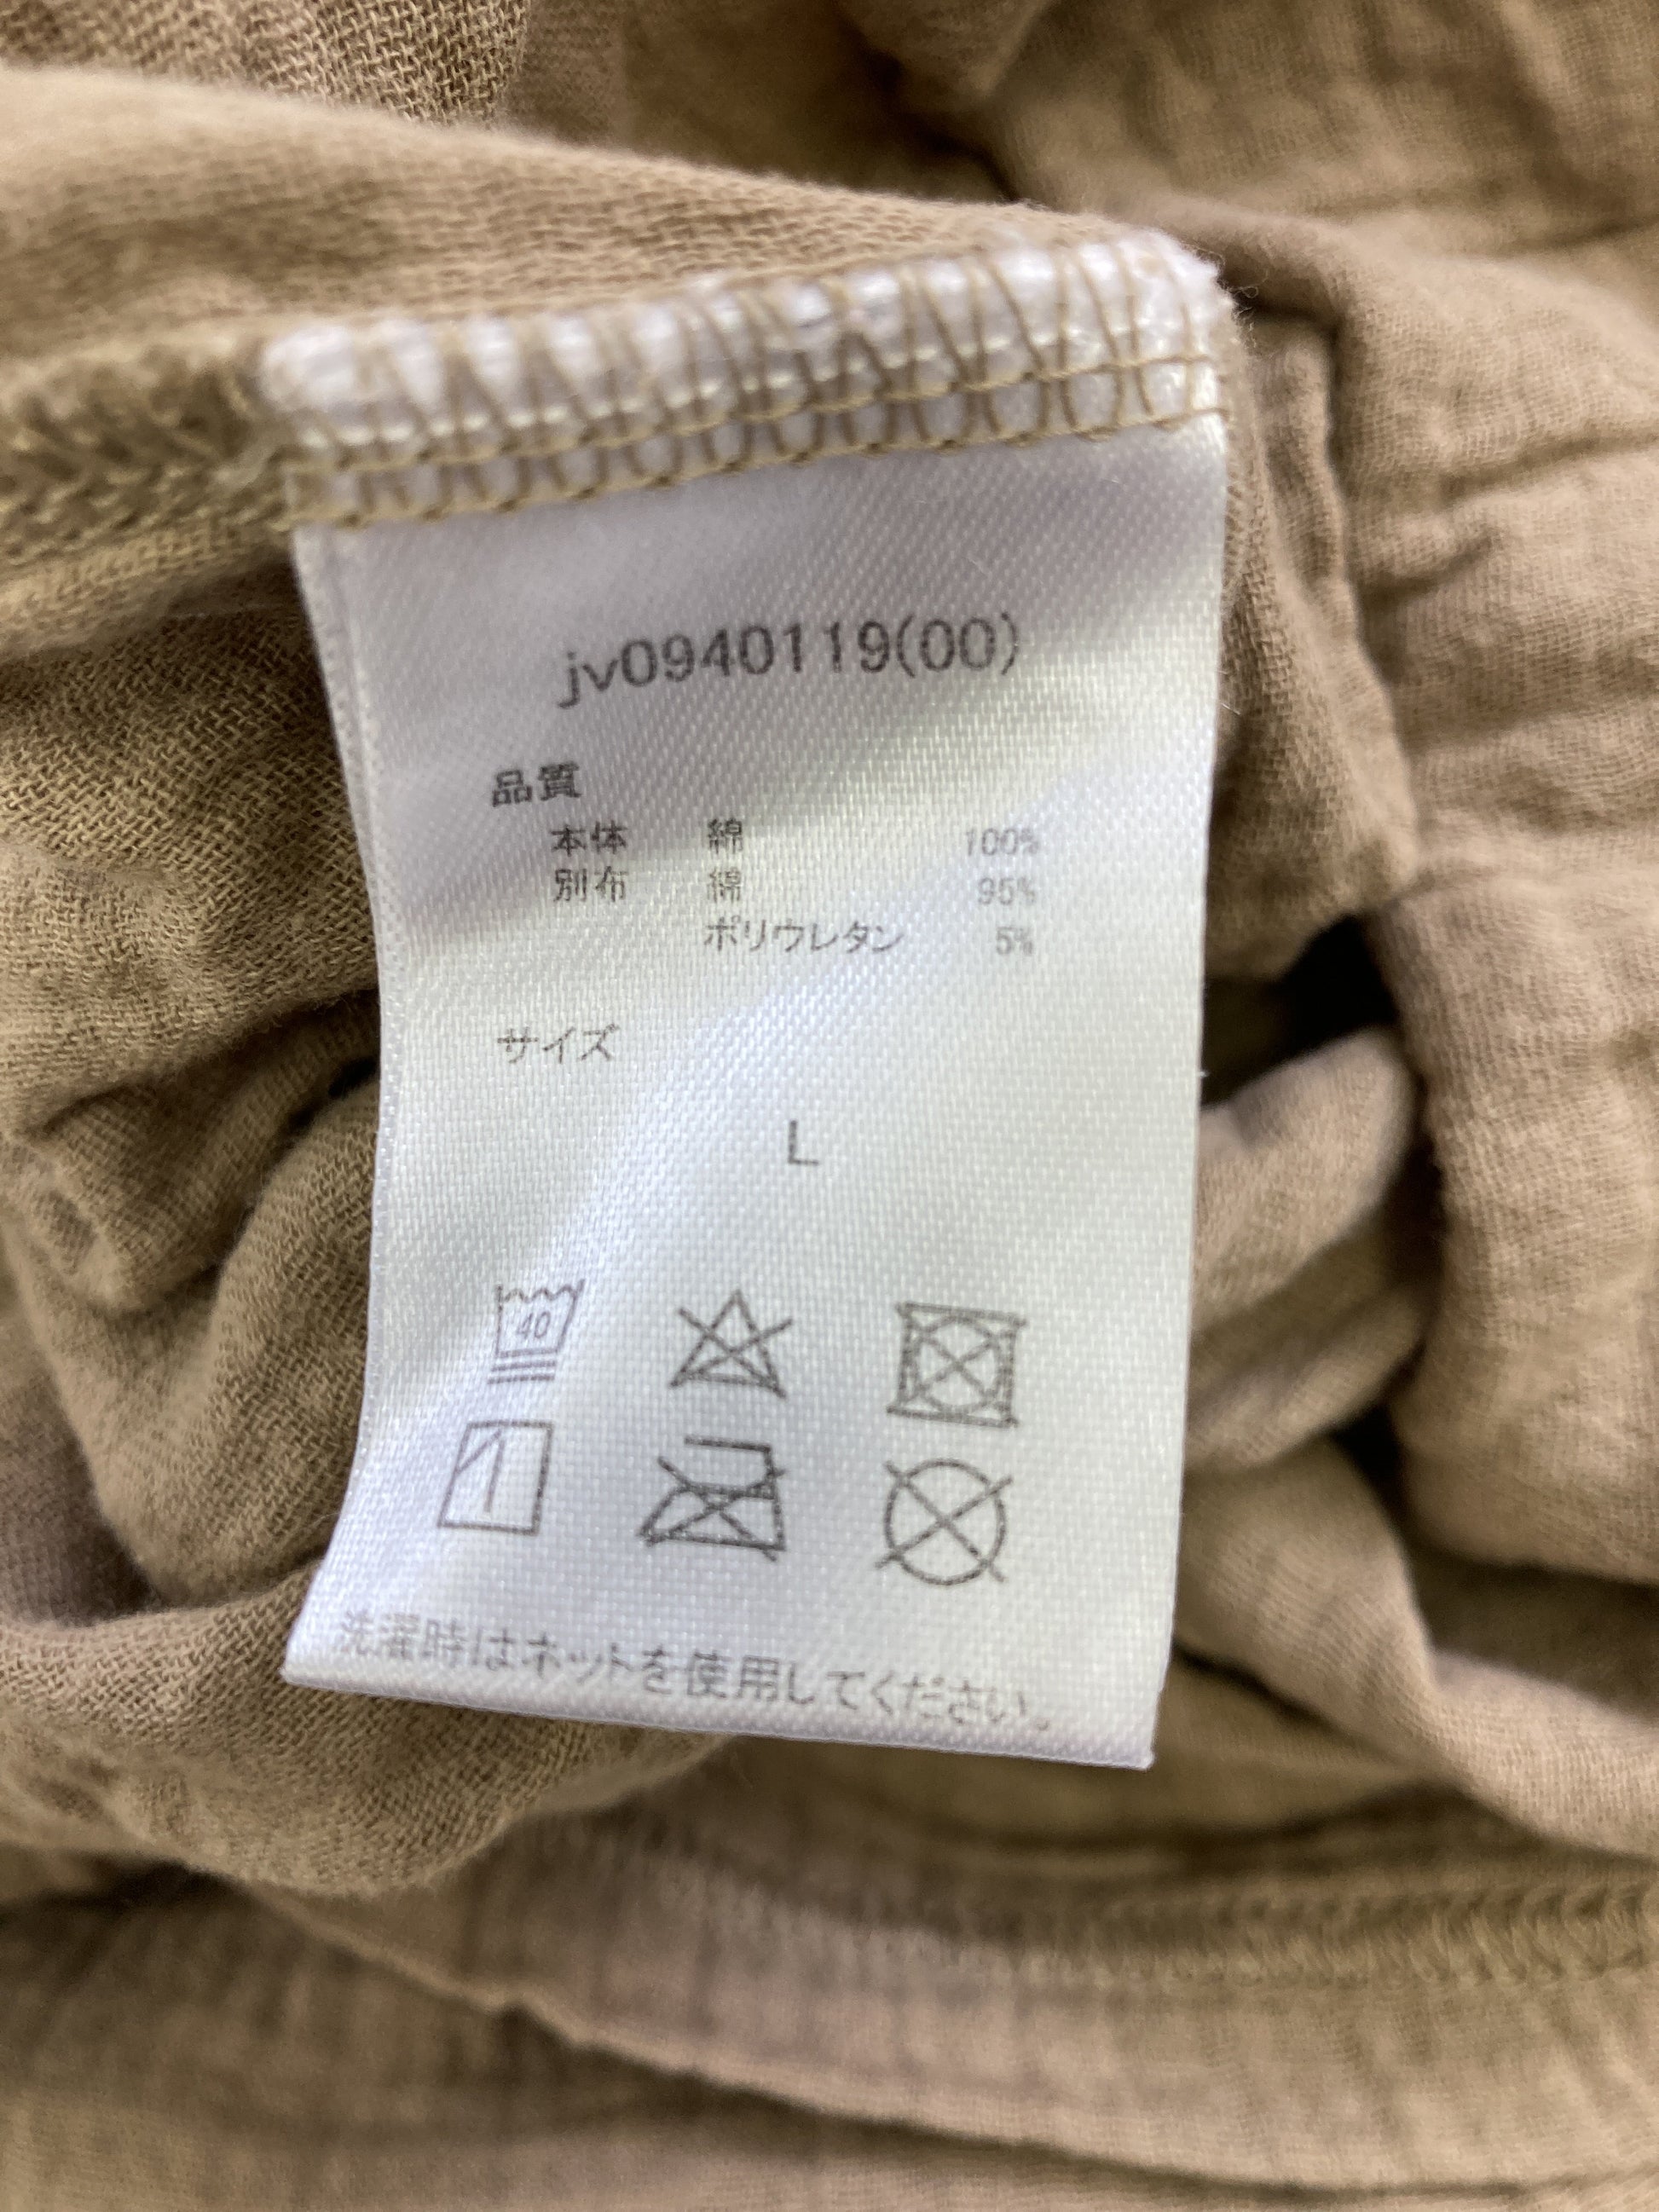 jv0940119(00)
品質
本体 綿 100%
別布 綿 95%
ポリウレタン 5%
サイズ
L
40
洗濯時はネットを使用してください。